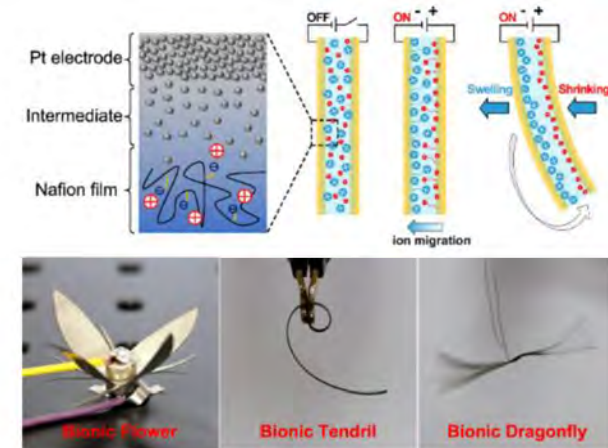 OFF
ON - +
ON - +
Pt electrode
Intermediate
Nafion film
Swelling
Shrinking
ion migration
Bionic Flower
Bionic Tendril
Bionic Dragonfly